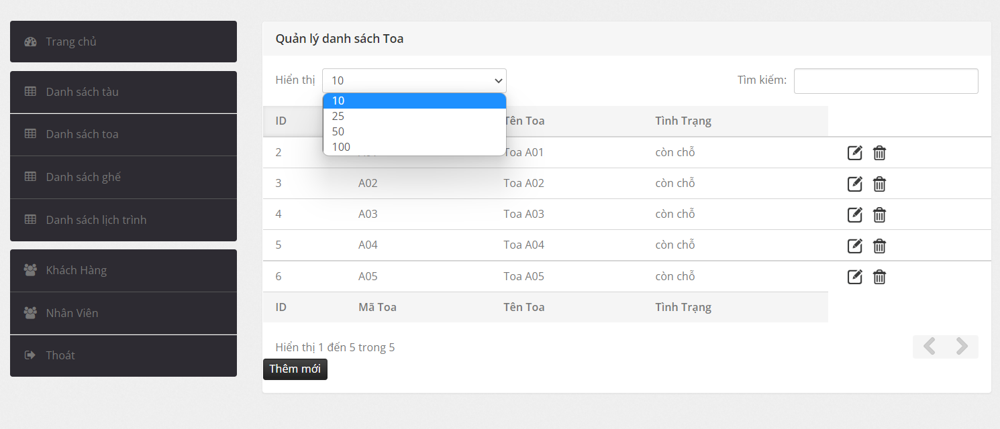 Trang chủ
Danh sách tàu
Danh sách toa
Danh sách ghế
Danh sách lịch trình
Khách Hàng
Nhân Viên
Thoát
Quản lý danh sách Toa
Hiển thị 10 Tìm kiếm:
10
25
50
100
ID Tên Toa Tình Trạng
2 Toa A01 còn chỗ
3 A02 Toa A02 còn chỗ
4 A03 Toa A03 còn chỗ
5 A04 Toa A04 còn chỗ
6 A05 Toa A05 còn chỗ
ID Mã Toa Tên Toa Tình Trạng
Hiển thị 1 đến 5 trong 5
Thêm mới